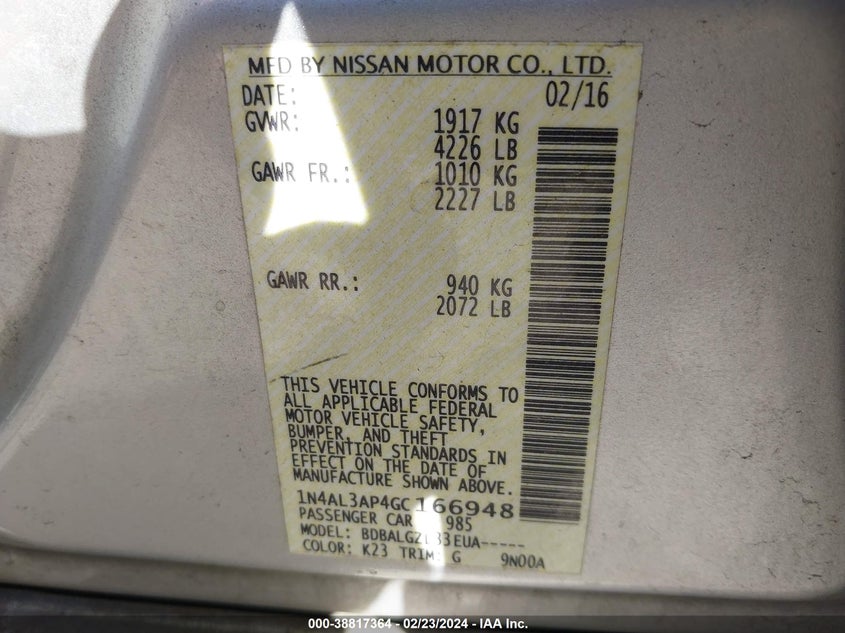 MFD BY NISSAN MOTOR CO., LTD.
DATE: 02/16
GVWR: 1917 KG
4226 LB
GAWR FR.: 1010 KG
2227 LB
GAWR RR.: 940 KG
2072 LB
THIS VEHICLE CONFORMS TO
ALL APPLICABLE FEDERAL
MOTOR VEHICLE SAFETY,
BUMPER, AND THEFT
PREVENTION STANDARDS IN
EFFECT ON THE DATE OF
MANUFACTURE SHOWN ABOVE.
1N4AL3AP4GC166948
PASSENGER CAR 985
MODEL:
COLOR: K23 TRIM: G 9N00A
000-38817364 - 02/23/2024 - IAA Inc.